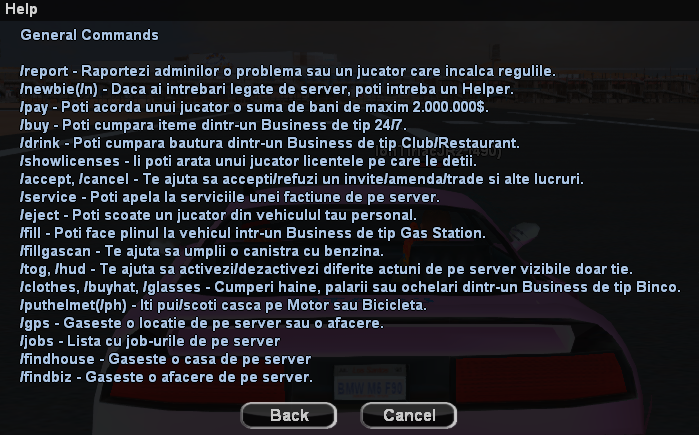 Help
General Commands
/report - Raportezi adminilor o problema sau un jucator care incalca regulile.
/newbie(/n) - Daca ai intrebari legate de server, poti intreba un Helper.
/pay - Poti acorda unui jucator o suma de bani de maxim 2.000.000$.
/buy - Poti cumpara iteme dintr-un Business de tip 24/7.
/drink - Poti cumpara bautura dintr-un Business de tip Club/Restaurant.
/showlicenses - Ii poti arata unui jucator licentele pe care le detii.
/accept, /cancel - Te ajuta sa accepti/refuzi un invite/amenda/trade si alte lucruri.
/service - Poti apela la serviciile unei factiune de pe server.
/eject - Poti scoate un jucator din vehiculul tau personal.
/fill - Poti face plinul la vehicul intr-un Business de tip Gas Station.
/fillgascan - Te ajuta sa umplii o canistra cu benzina.
/tog, /hud - Te ajuta sa activezi/dezactivezi diferite actuni de pe server vizibile doar tie.
/clothes, /buyhat, /glasses - Cumperi haine, palarii sau ochelari dintr-un Business de tip Binco.
/puthelmet(/ph) - Iti pui/scoti casca pe Motor sau Bicicleta.
/gps - Gaseste o locatie de pe server sau o afacere.
/jobs - Lista cu job-urile de pe server
/findhouse - Gaseste o casa de pe server
/findbiz - Gaseste o afacere de pe server.
BMW M5 F90
Back Cancel